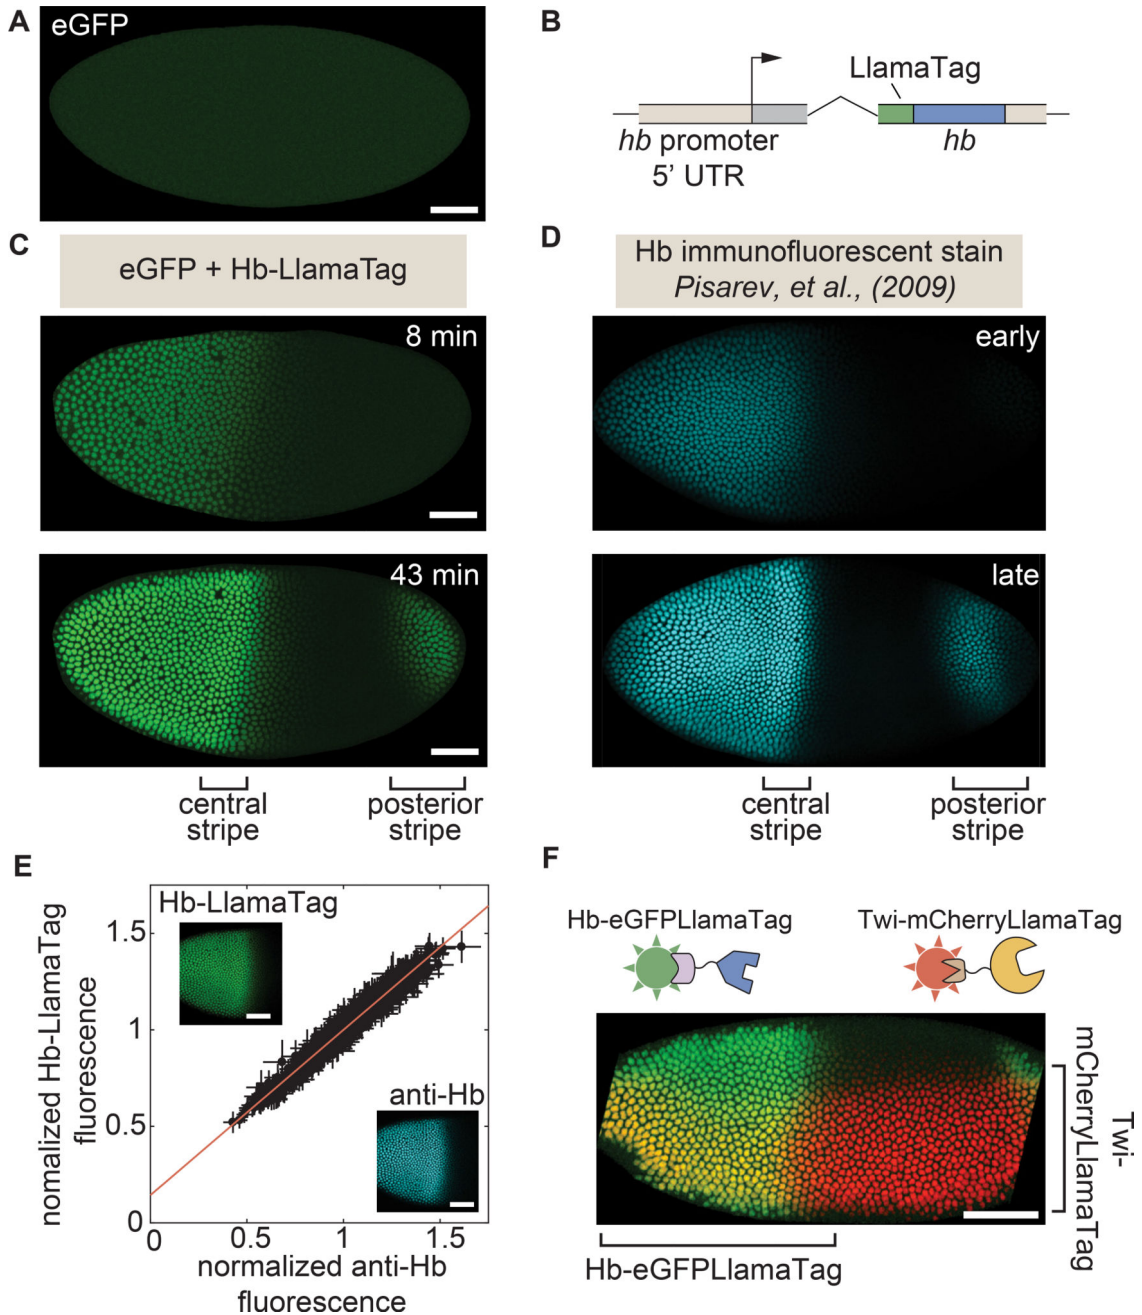 A
eGFP
B
LlamaTag
hb promoter
hb
5' UTR
C
eGFP + Hb-LlamaTag
8 min
43 min
central
stripe
posterior
stripe
D
Hb immunofluorescent stain
Pisarev, et al., (2009)
early
late
central
stripe
posterior
stripe
E
nomalized Hb-LlamaTag
fluorescence
Hb-LlamaTag
anti-Hb
1.5
1
0.5
0
0
0.5
1
1.5
normalized anti-Hb
fluorescence
F
Hb-eGFPLlamaTag
Twi-mCherryLlamaTag
Twi-
mCherryLlamaTag
Hb-eGFPLlamaTag